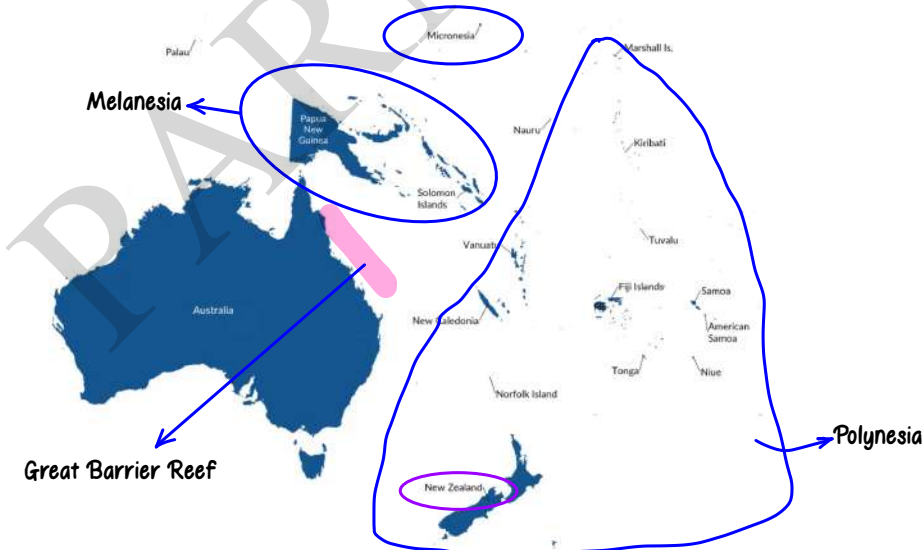 Micronesia
Marshall Is.
Palau
Melanesia
Papua
New
Guinea
Nauru
Kiribati
Solomon
Islands
Vanuatu
Tuvalu
Fiji Islands
Samoa
Australia
New Caledonia
American
Samoa
Tonga
Niue
Norfolk Island
Polynesia
Great Barrier Reef
New Zealand
PARM